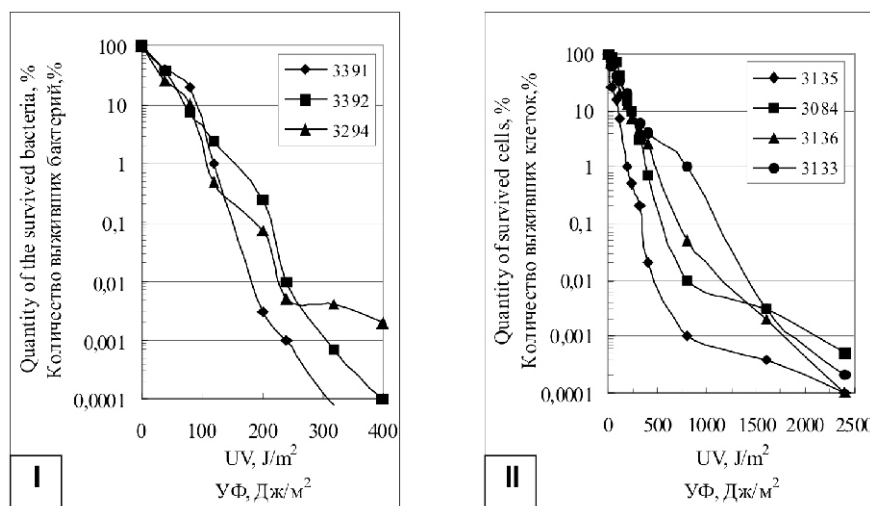 Quantity of the survived bacteria, %
Количество выживших бактерий,%
100
10
1
0,1
0,01
0,001
0,0001
3391
3392
3294
0 100 200 300 400
UV, J/m²
УФ, Дж/м²
I
Quantity of survived cells, %
Количество выживших клеток,%
100
10
1
0,1
0,01
0,001
0,0001
3135
3084
3136
3133
0 500 1000 1500 2000 2500
UV, J/m²
УФ, Дж/м²
II